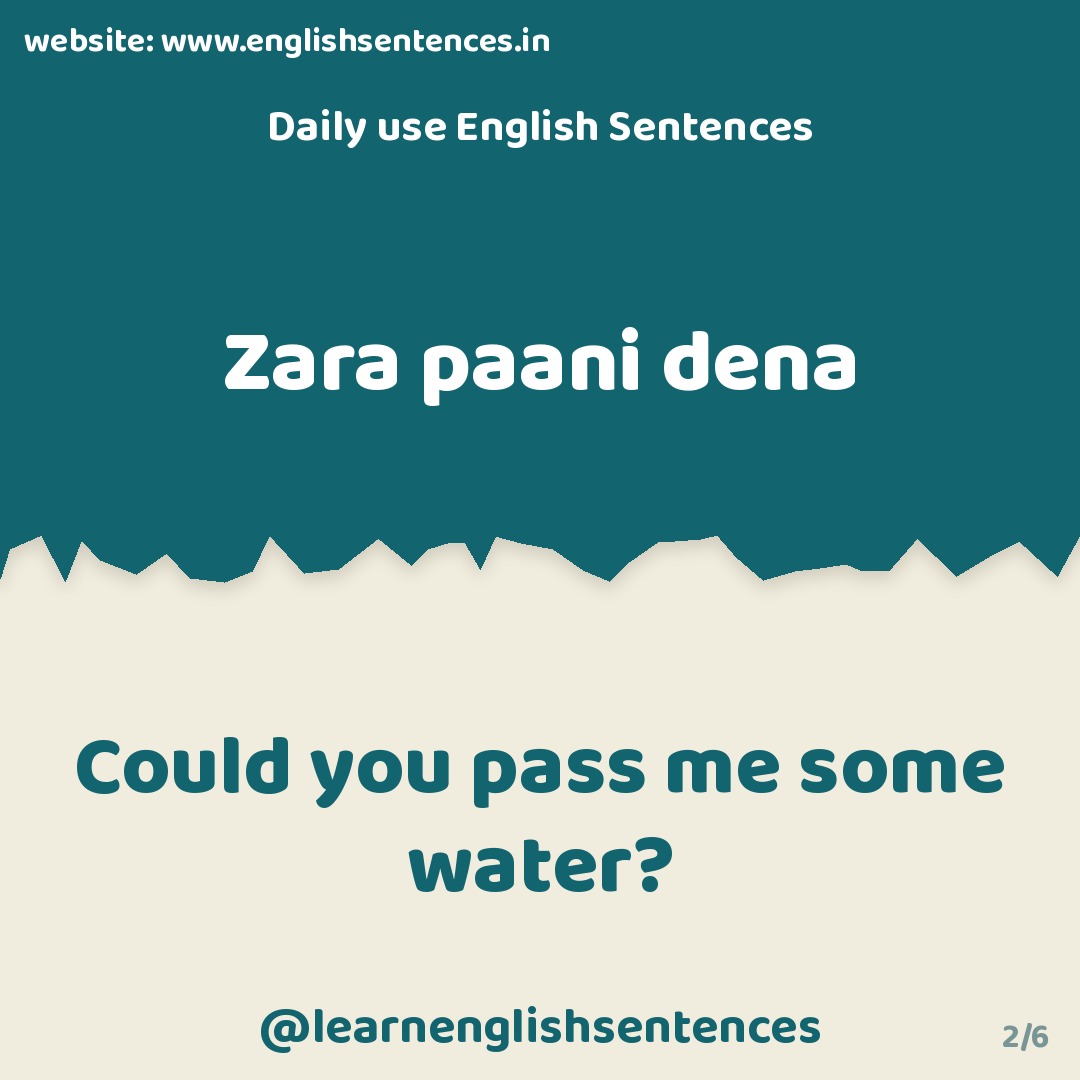 website: www.englishsentences.in
Daily use English Sentences
Zara paani dena
Could you pass me some
water?
@learnenglishsentences
2/6